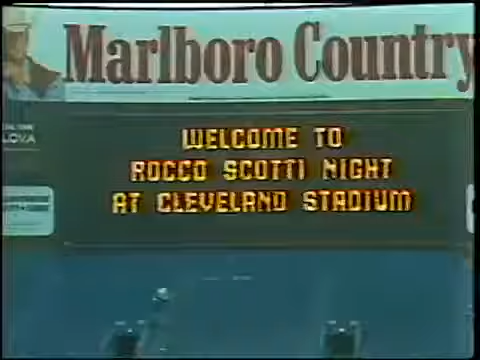 Marlboro Country
WELCOME TO
ROCCO SCOTTI NIGHT
AT CLEVELAND STADIUM